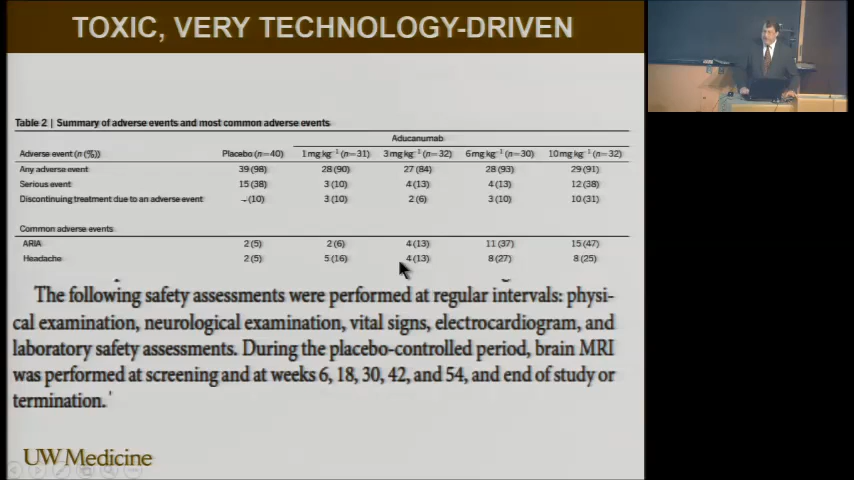 TOXIC, VERY TECHNOLOGY-DRIVEN
Table 2 | Summary of adverse events and most common adverse events
Aducanumab
Adverse event (n (%)) Placebo (n=40) 1 mg kg⁻¹ (n=31) 3 mg kg⁻¹ (n=32) 6 mg kg⁻¹ (n=30) 10 mg kg⁻¹ (n=32)
Any adverse event 39 (98) 28 (90) 27 (84) 28 (93) 29 (91)
Serious event 15 (38) 3 (10) 4 (13) 4 (13) 12 (38)
Discontinuing treatment due to an adverse event (10) 3 (10) 2 (6) 3 (10) 10 (31)
Common adverse events
ARIA 2 (5) 2 (6) 4 (13) 11 (37) 15 (47)
Headache 2 (5) 5 (16) 4 (13) 8 (27) 8 (25)
The following safety assessments were performed at regular intervals: physi-
cal examination, neurological examination, vital signs, electrocardiogram, and
laboratory safety assessments. During the placebo-controlled period, brain MRI
was performed at screening and at weeks 6, 18, 30, 42, and 54, and end of study or
termination.
UW Medicine